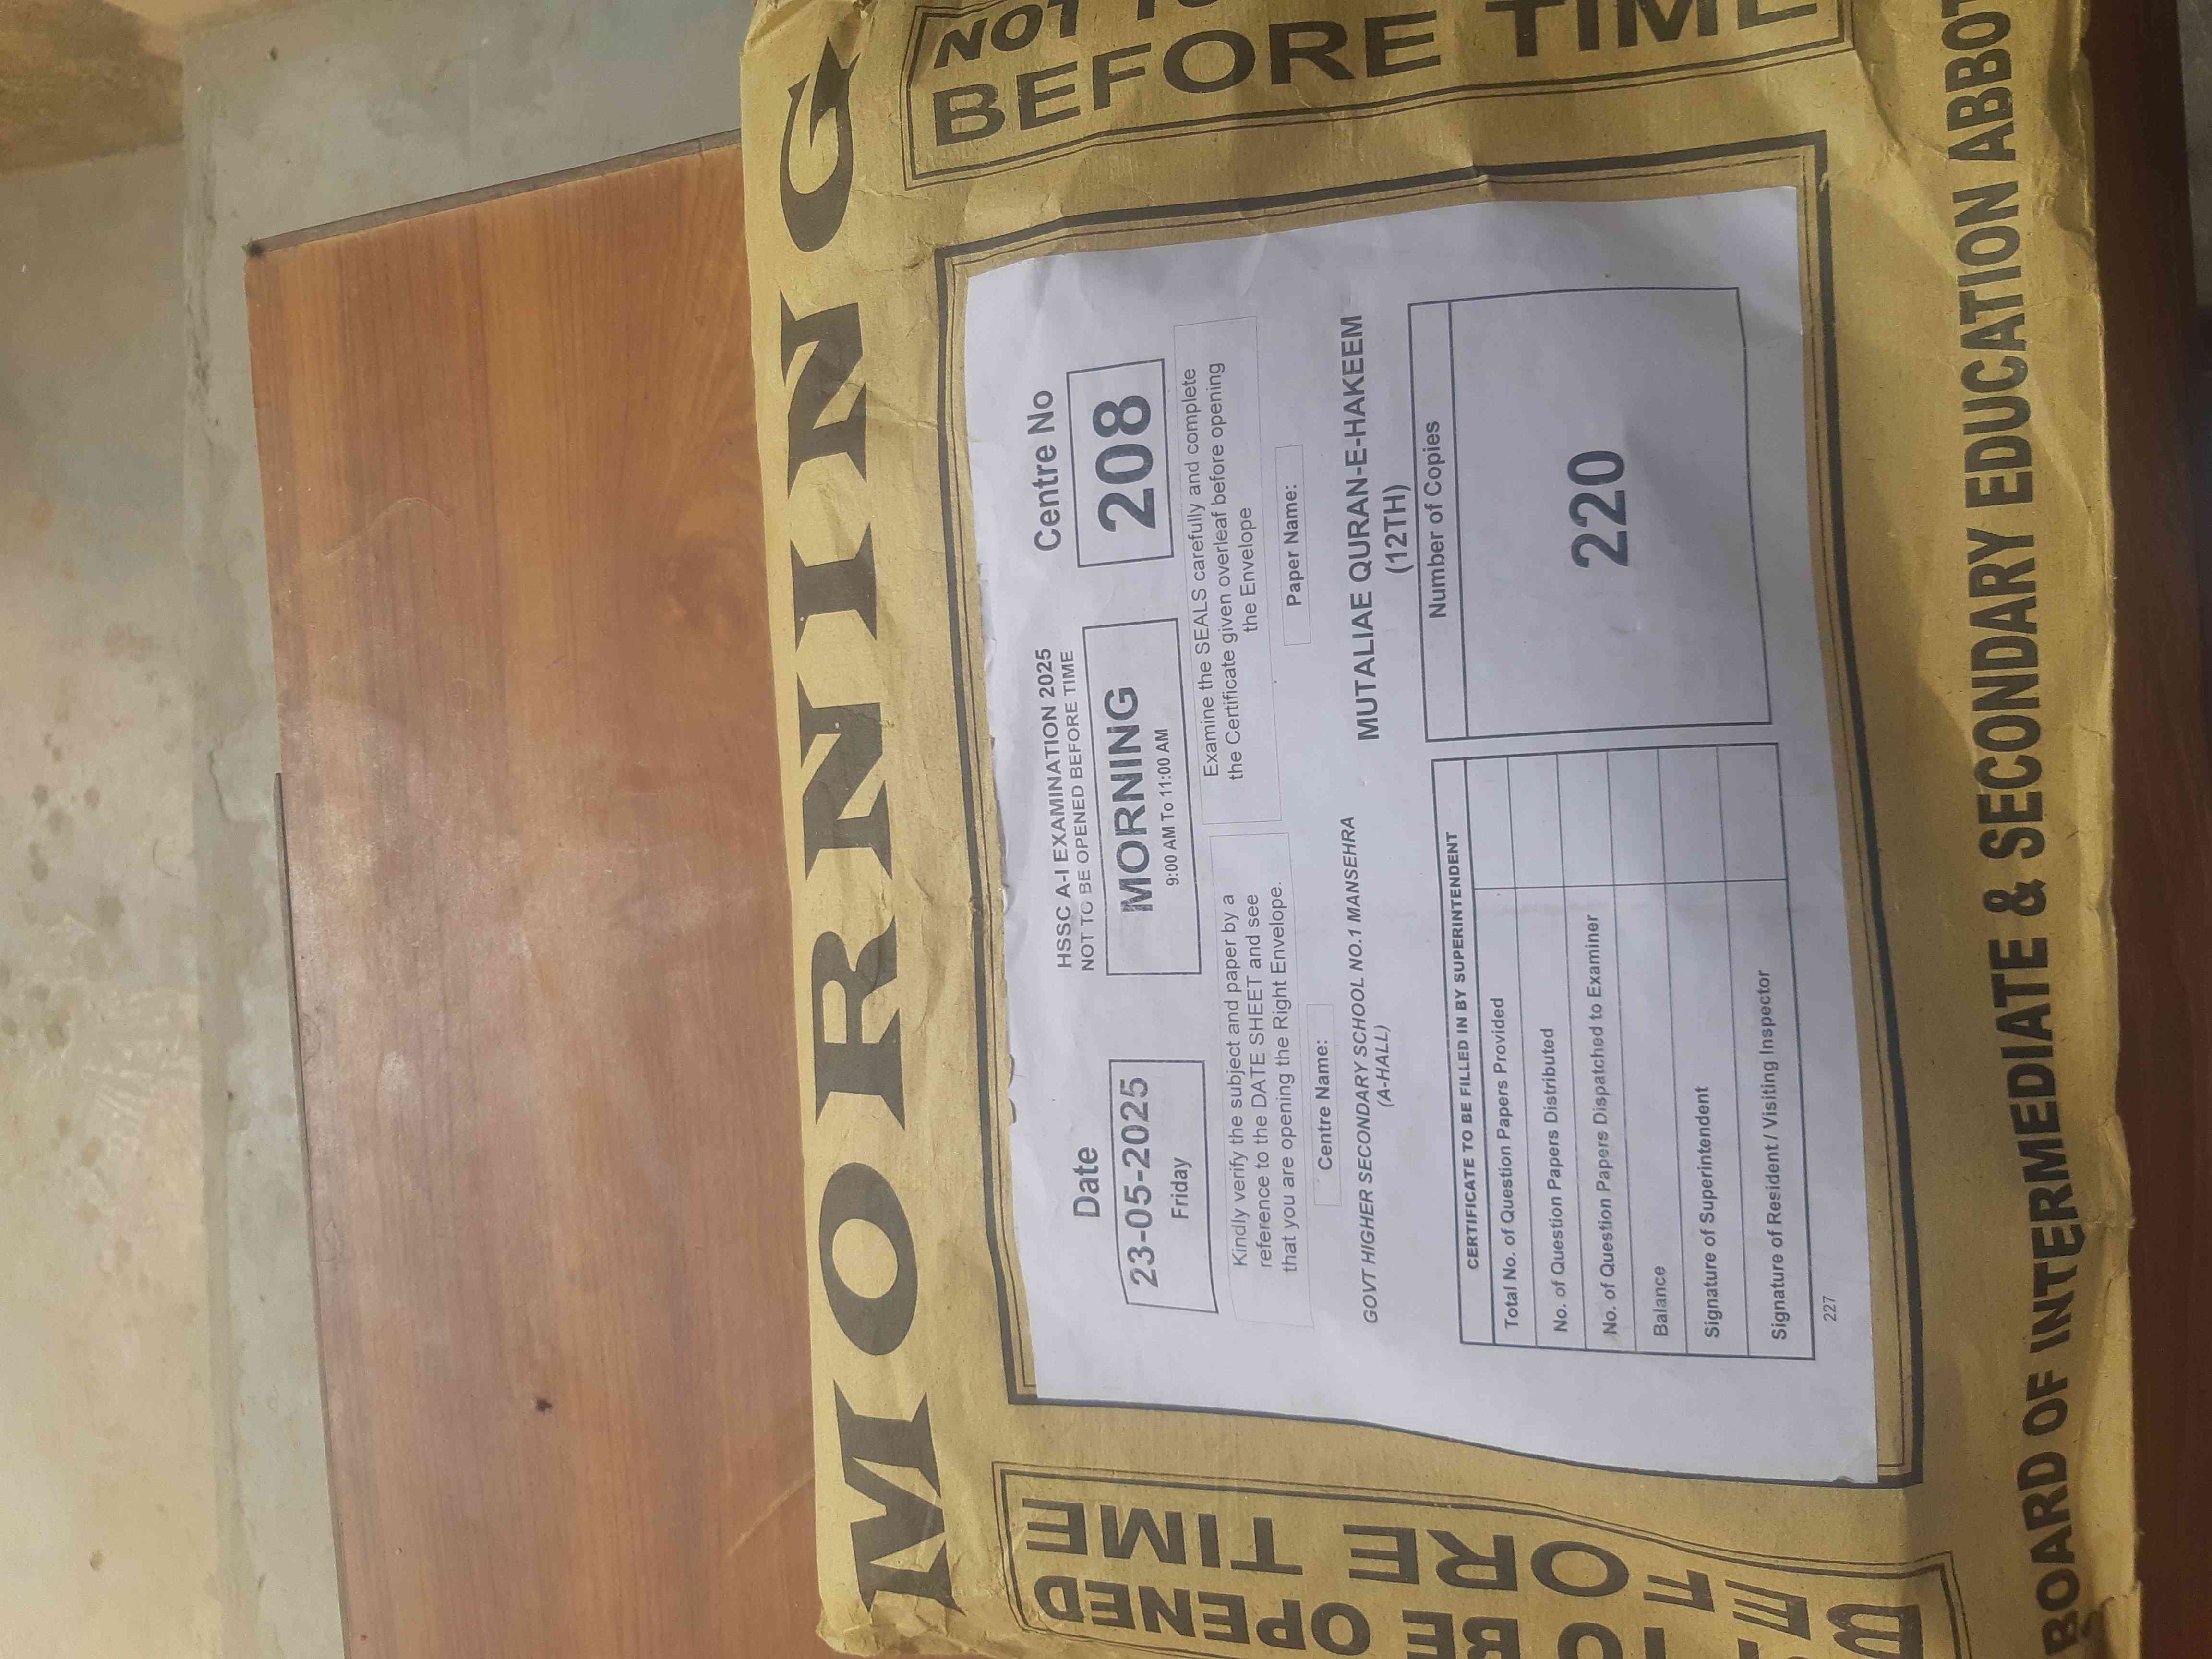 MORNING
NOT
BEFORE TIME
BE OPENED
ORE TIME
Date
23-05-2025
Friday
HSSC A-I EXAMINATION 2025
NOT TO BE OPENED BEFORE TIME
MORNING
9:00 AM To 11:00 AM
Centre No
208
Kindly verify the subject and paper by a
reference to the DATE SHEET and see
that you are opening the Right Envelope.
Examine the SEALS carefully and complete
the Certificate given overleaf before opening
the Envelope
Centre Name:
GOVT HIGHER SECONDARY SCHOOL NO.1 MANSEHRA
(A-HALL)
Paper Name:
MUTALIAE QURAN-E-HAKEEM
(12TH)
CERTIFICATE TO BE FILLED IN BY SUPERINTENDENT
Total No. of Question Papers Provided
No. of Question Papers Distributed
No. of Question Papers Dispatched to Examiner
Balance
Signature of Superintendent
Signature of Resident / Visiting Inspector
Number of Copies
220
227
BOARD OF INTERMEDIATE & SECONDARY EDUCATION ABBOT